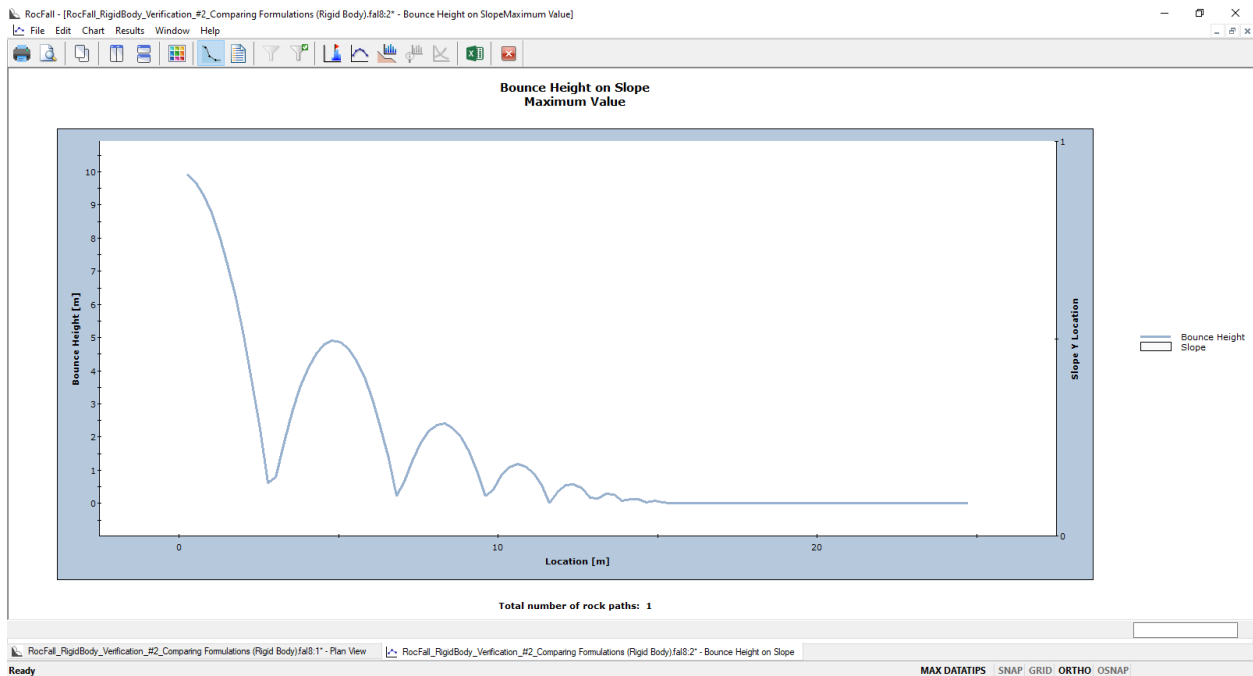 RocFall - [RocFall_RigidBody_Verification_#2_Comparing Formulations (Rigid Body).fal8:2* - Bounce Height on SlopeMaximum Value]
File Edit Chart Results Window Help
Bounce Height on Slope
Maximum Value
Bounce Height [m]
10
9
8
7
6
5
4
3
2
1
0
1
0
Slope Y Location
Bounce Height
Slope
0 10 20
Location [m]
Total number of rock paths: 1
RocFall_RigidBody_Verification_#2_Comparing Formulations (Rigid Body).fal8:1* - Plan View RocFall_RigidBody_Verification_#2_Comparing Formulations (Rigid Body).fal8:2* - Bounce Height on Slope
Ready MAX DATATIPS SNAP GRID ORTHO OSNAP